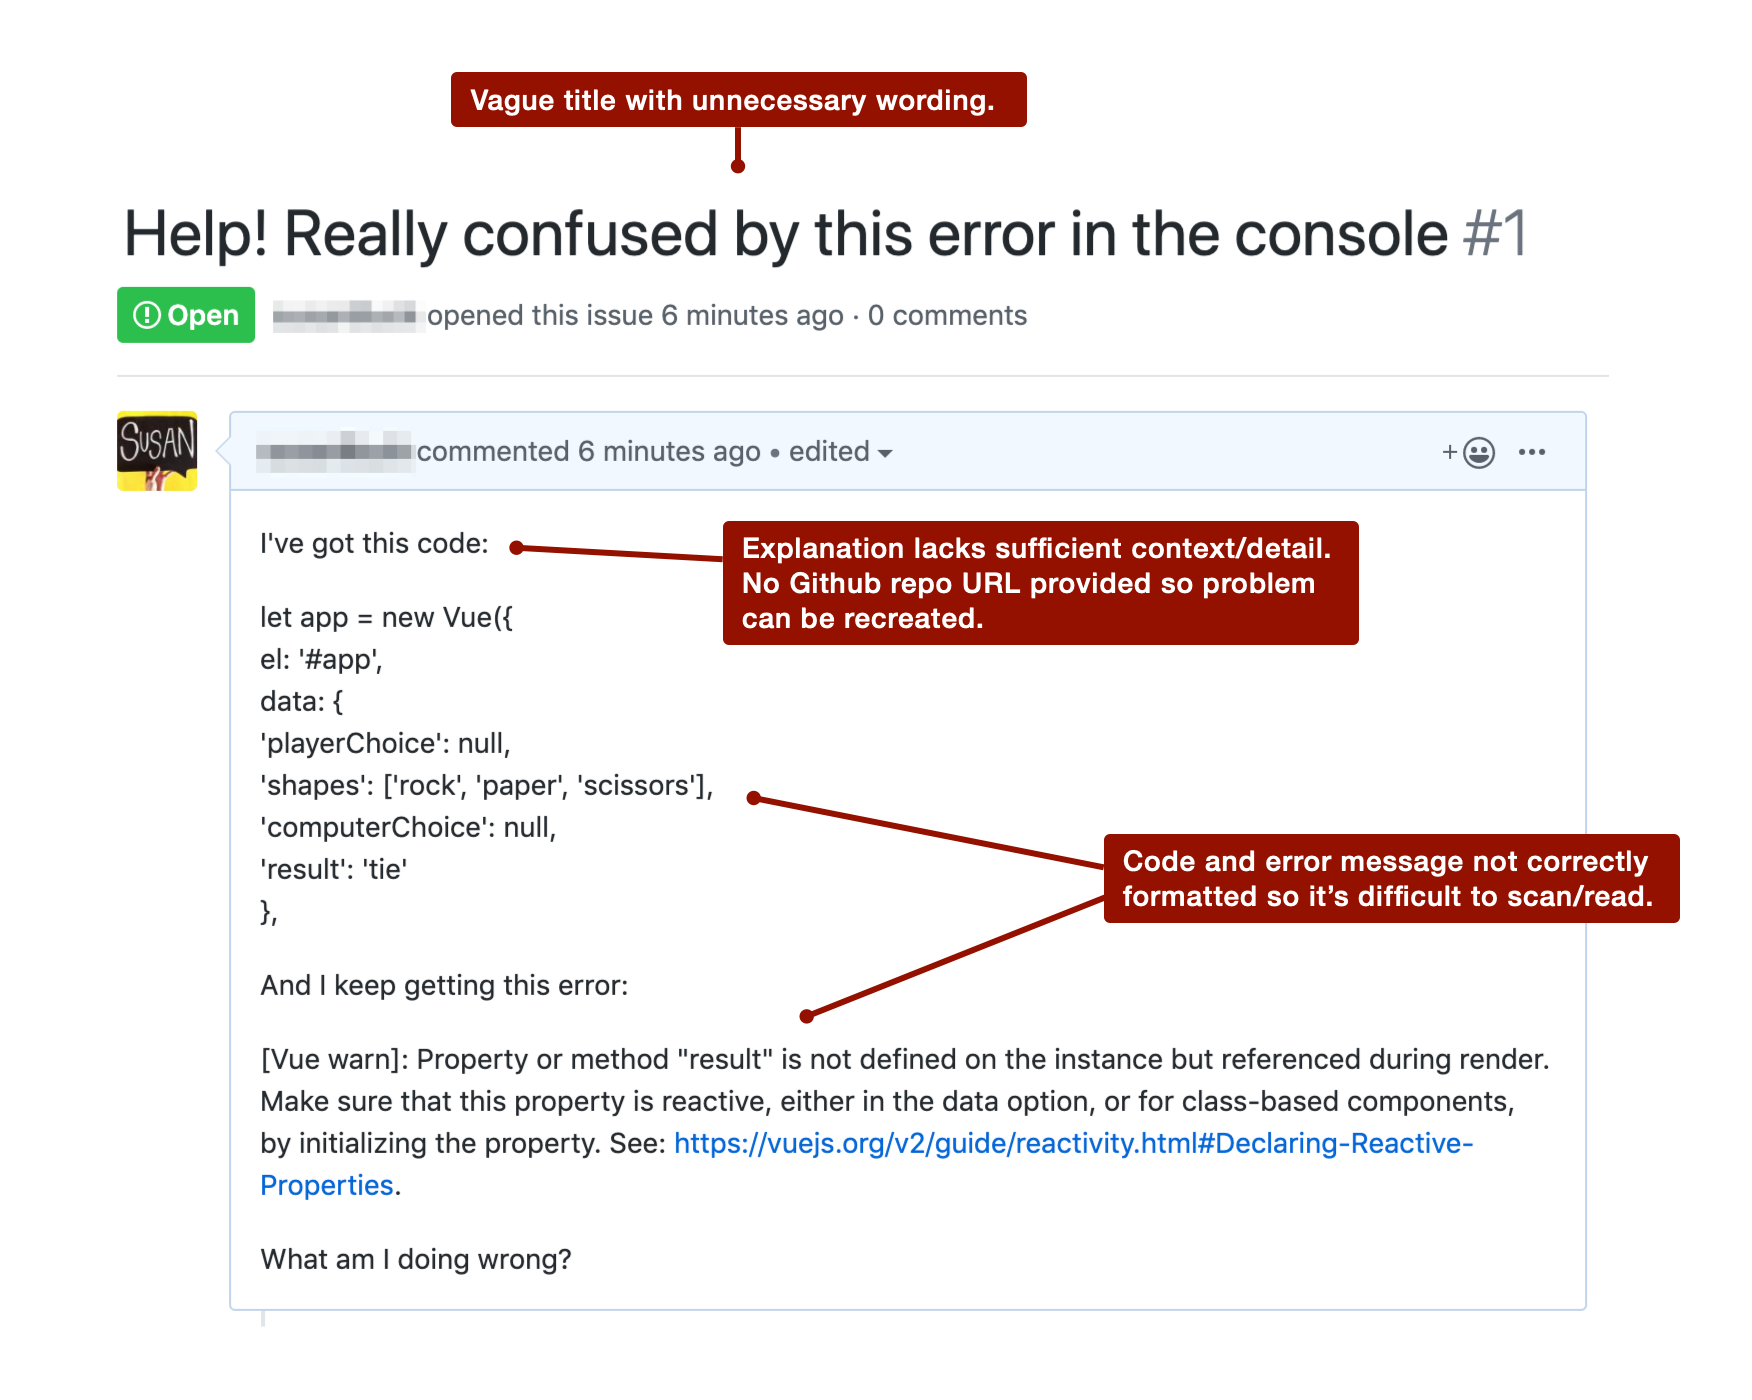 Vague title with unnecessary wording.
Help! Really confused by this error in the console #1
Open
opened this issue 6 minutes ago · 0 comments
SUSAN
commented 6 minutes ago • edited
I've got this code:
Explanation lacks sufficient context/detail.
No Github repo URL provided so problem
can be recreated.
let app = new Vue({
el: '#app',
data: {
'playerChoice': null,
'shapes': ['rock', 'paper', 'scissors'],
'computerChoice': null,
'result': 'tie'
},
Code and error message not correctly
formatted so it’s difficult to scan/read.
And I keep getting this error:
[Vue warn]: Property or method "result" is not defined on the instance but referenced during render.
Make sure that this property is reactive, either in the data option, or for class-based components,
by initializing the property. See: https://vuejs.org/v2/guide/reactivity.html#Declaring-Reactive-
Properties.
What am I doing wrong?